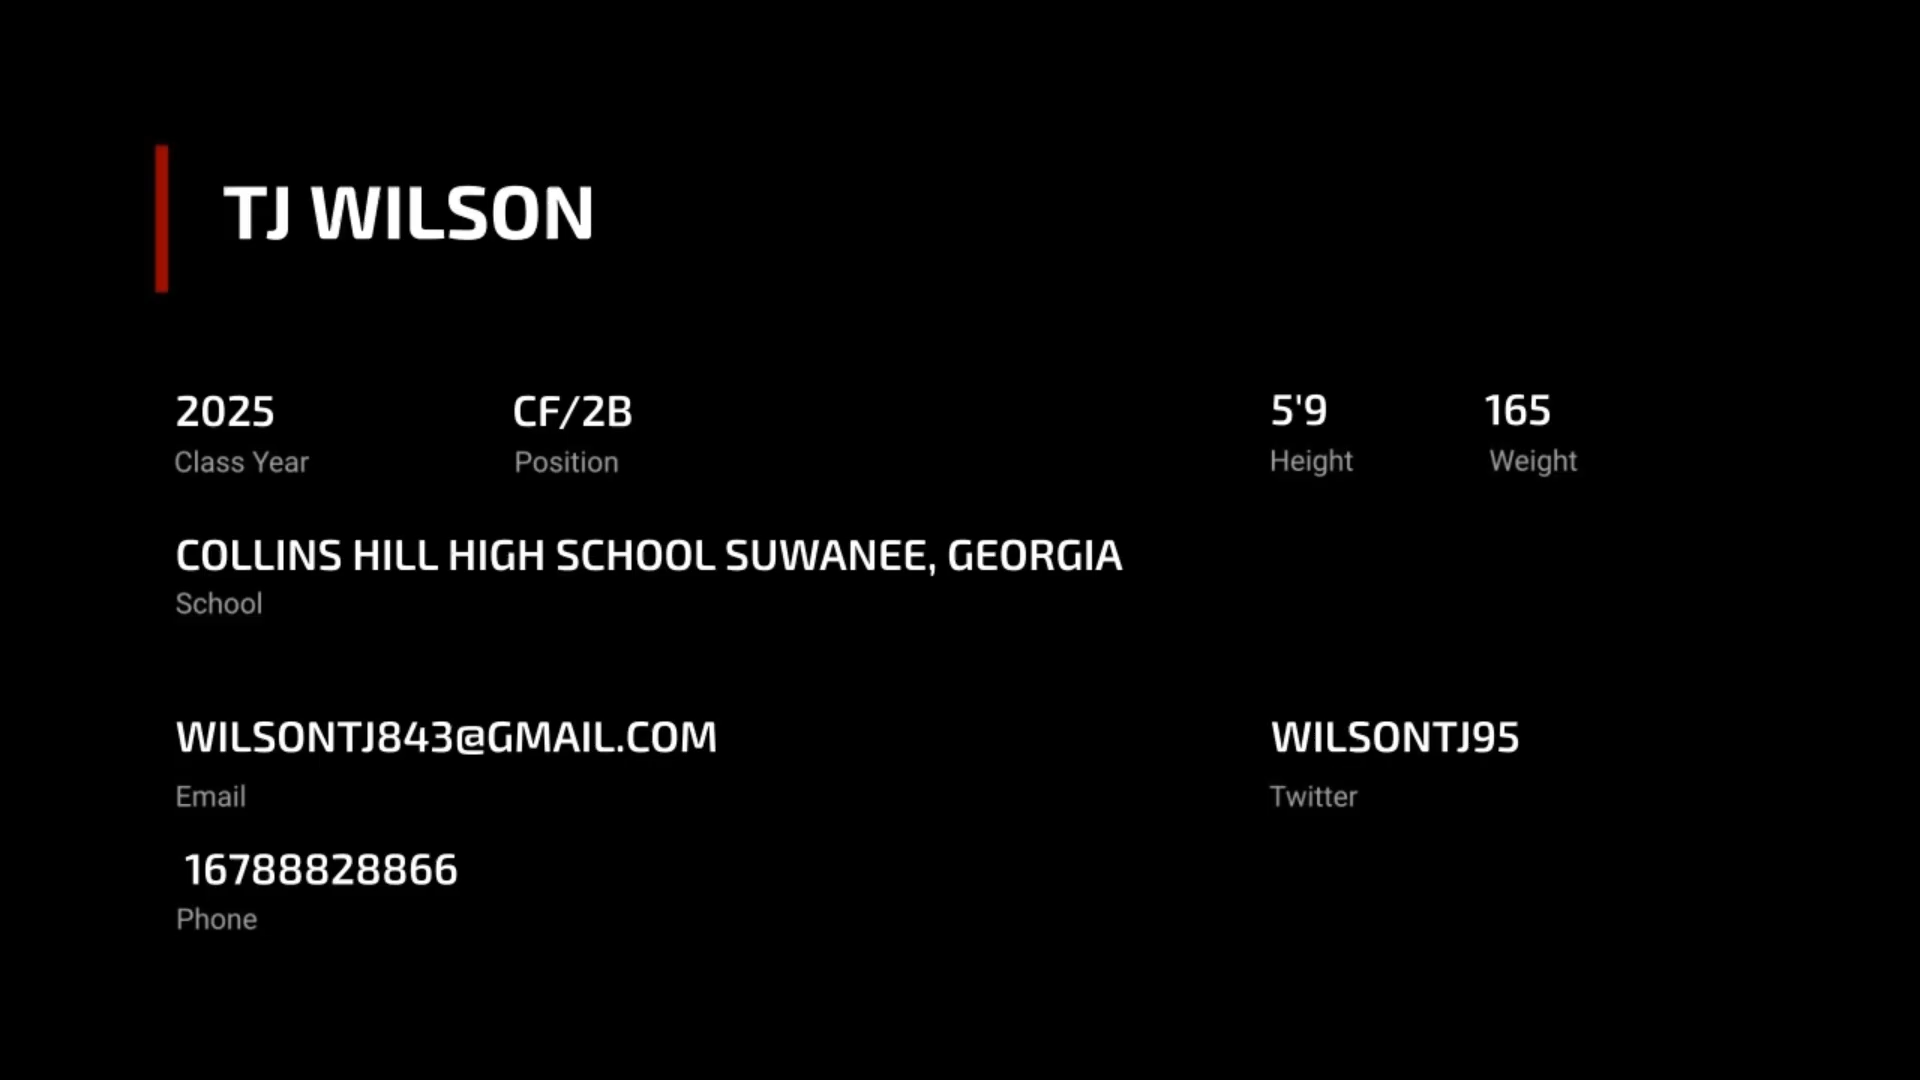 TJ WILSON
2025 CF/2B 5'9 165
Class Year Position Height Weight
COLLINS HILL HIGH SCHOOL SUWANEE, GEORGIA
School
WILSONTJ843@GMAIL.COM WILSONTJ95
Email Twitter
16788828866
Phone